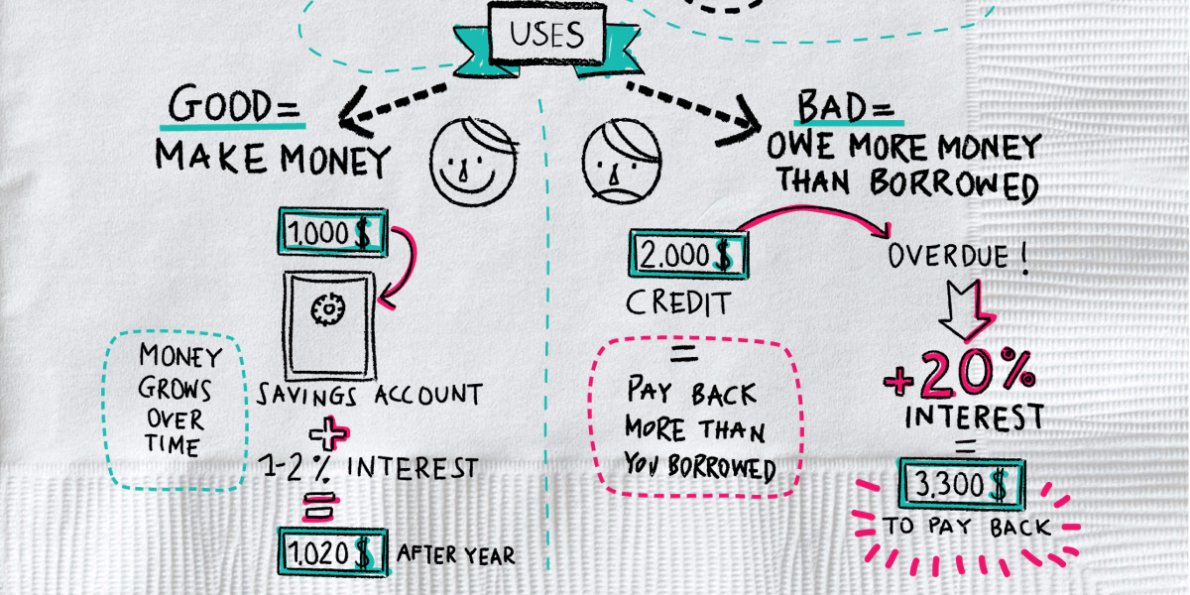 USES
GOOD =
MAKE MONEY
1,000 $
SAVINGS ACCOUNT
+
1-2% INTEREST
=
1,020 $ AFTER YEAR
MONEY
GROWS
OVER
TIME
BAD =
OWE MORE MONEY
THAN BORROWED
2.000 $
CREDIT
=
PAY BACK
MORE THAN
YOU BORROWED
OVERDUE!
+20%
INTEREST
=
3,300 $
TO PAY BACK